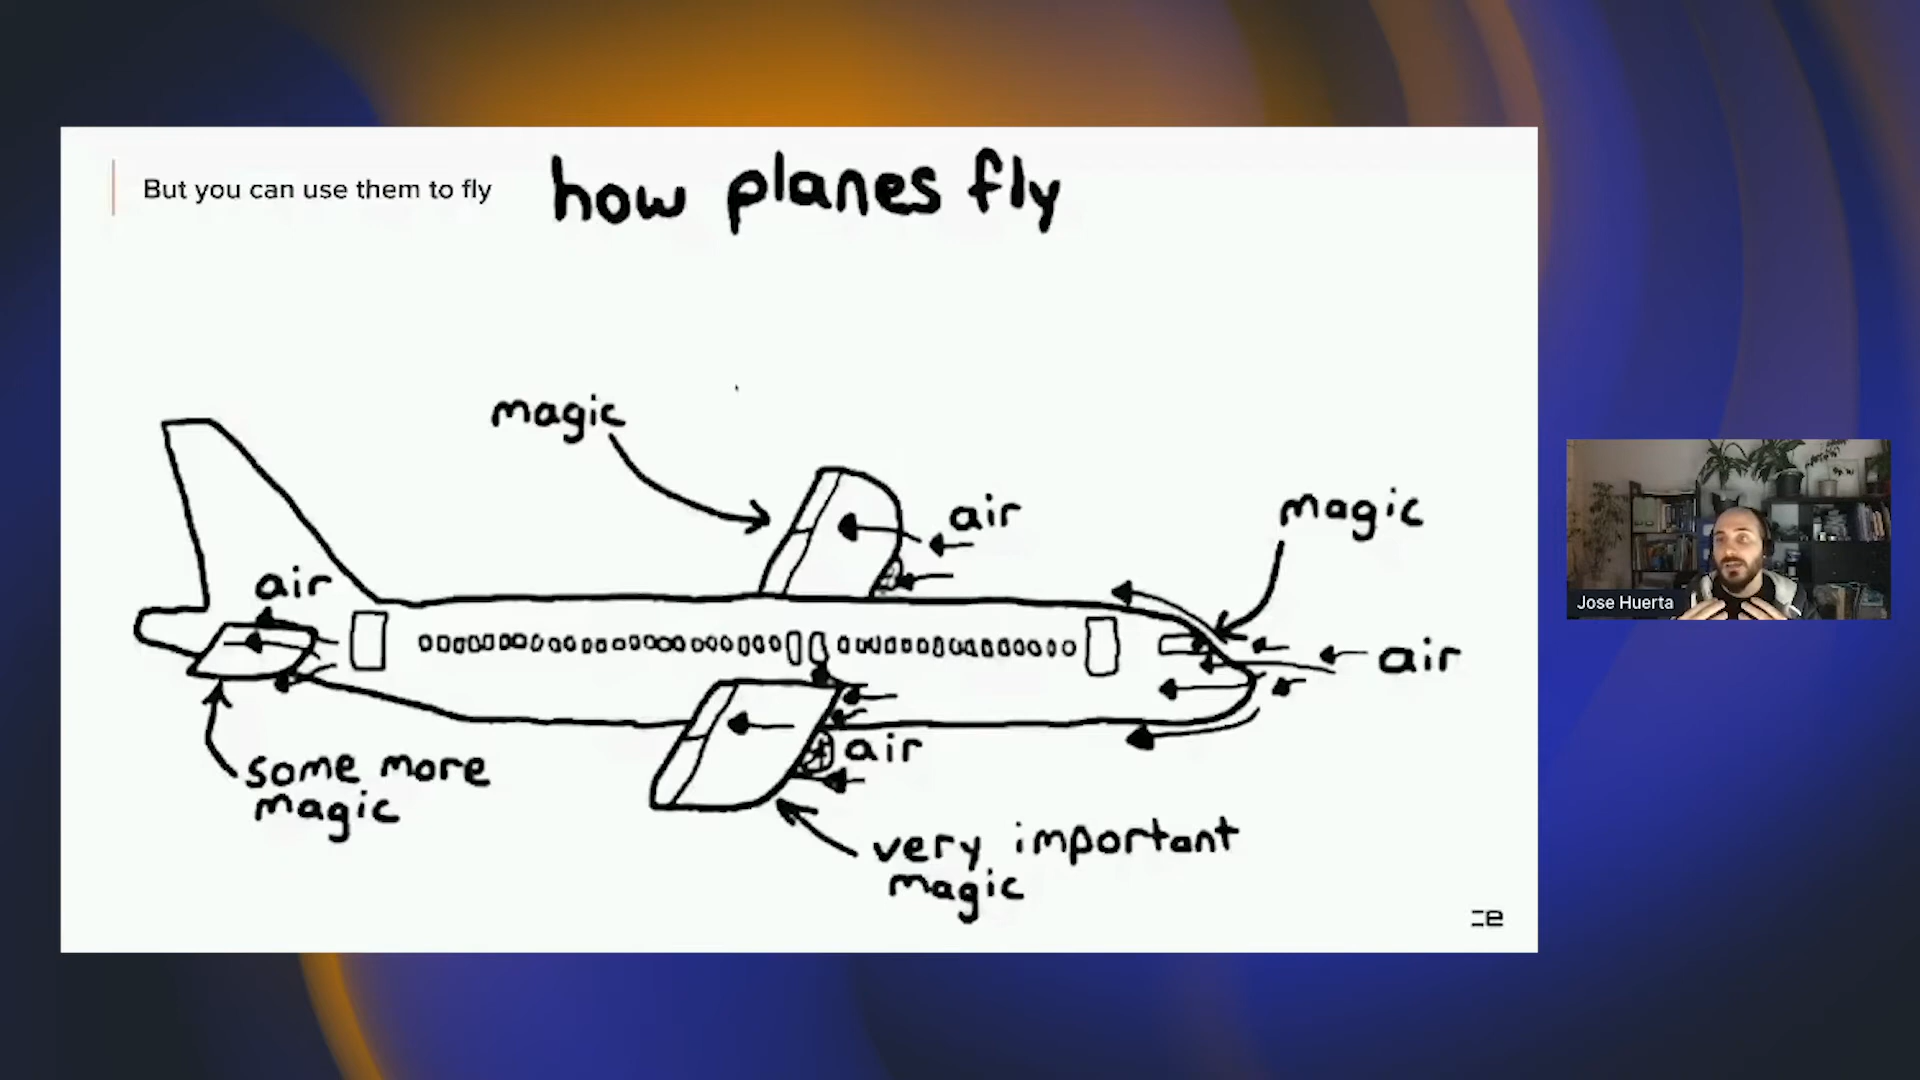 But you can use them to fly
how planes fly
magic
air
magic
air
air
Jose Huerta
air
some more
magic
very important
magic